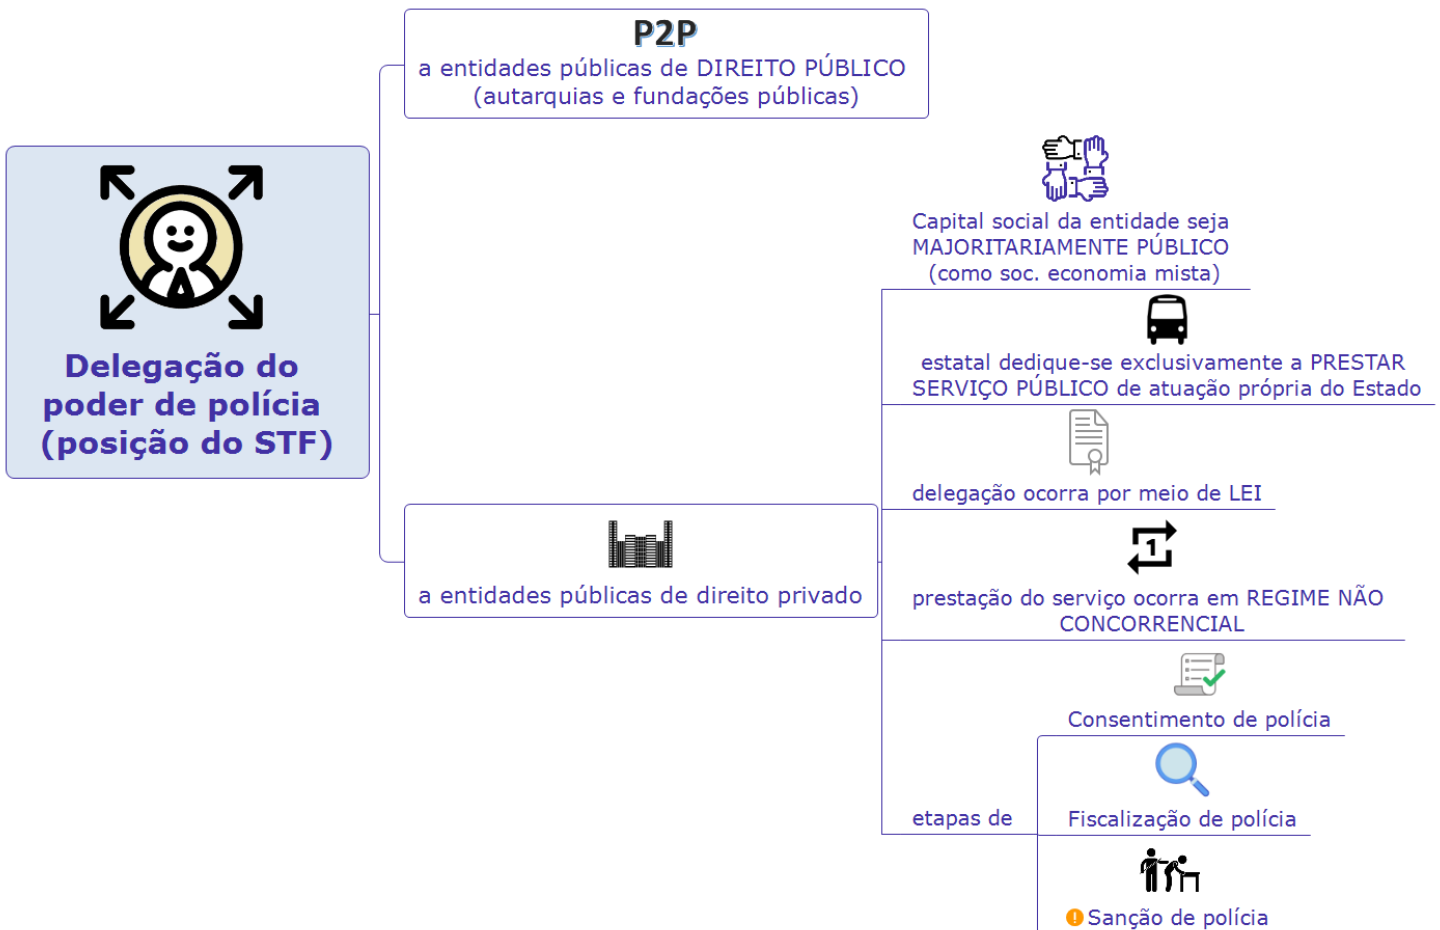 P2P
a entidades públicas de DIREITO PÚBLICO
(autarquias e fundações públicas)
Delegação do
poder de polícia
(posição do STF)
a entidades públicas de direito privado
Capital social da entidade seja
MAJORITARIAMENTE PÚBLICO
(como soc. economia mista)
estatal dedique-se exclusivamente a PRESTAR
SERVIÇO PÚBLICO de atuação própria do Estado
delegação ocorra por meio de LEI
1
prestação do serviço ocorra em REGIME NÃO
CONCORRENCIAL
etapas de
Consentimento de polícia
Fiscalização de polícia
! Sanção de polícia